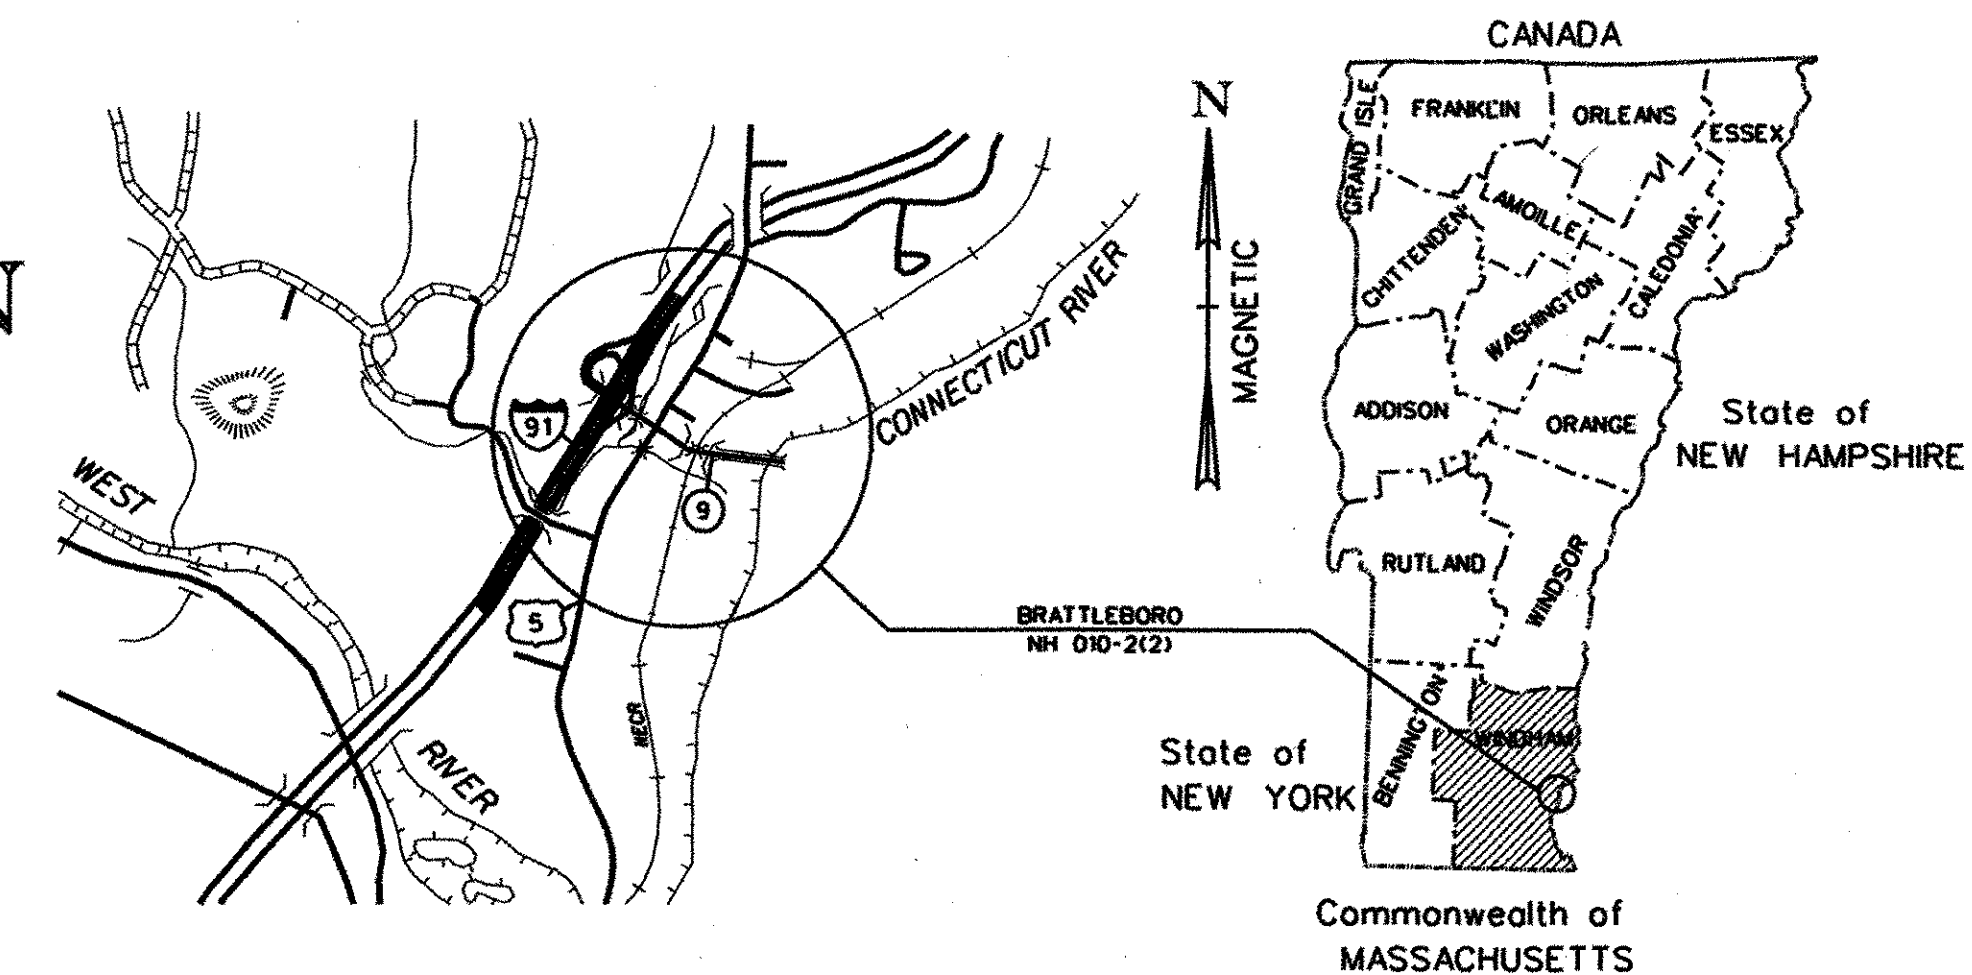 CANADA
N
GRAND ISLE
FRANKLIN
ORLEANS
ESSEX
LAMOILLE
CHITTENDEN
CALEDONIA
MAGNETIC
WASHINGTON
CONNECTICUT RIVER
ADDISON
ORANGE
State of
NEW HAMPSHIRE
91
WEST
9
RUTLAND
WINDSOR
5
BRATTLEBORO
NH 010-2(2)
NECR
RIVER
BENNINGTON
WINDHAM
State of
NEW YORK
Commonwealth of
MASSACHUSETTS